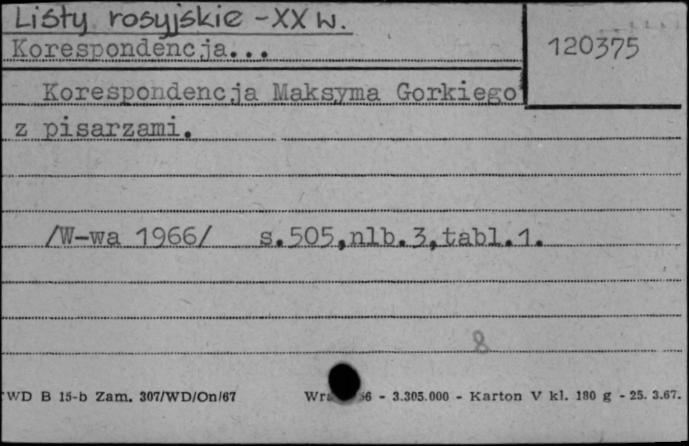 Listy rosyjskie - XX w.
Korespondencja...
120375
Korespondencja Maksyma Gorkiego
z pisarzami.
/W-wa 1966/ s.505,nlb.3,tabl.1.
8
WD B 15-b Zam. 307/WD/On/67 - 3.305.000 - Karton V kl. 180 g - 25. 3.67.